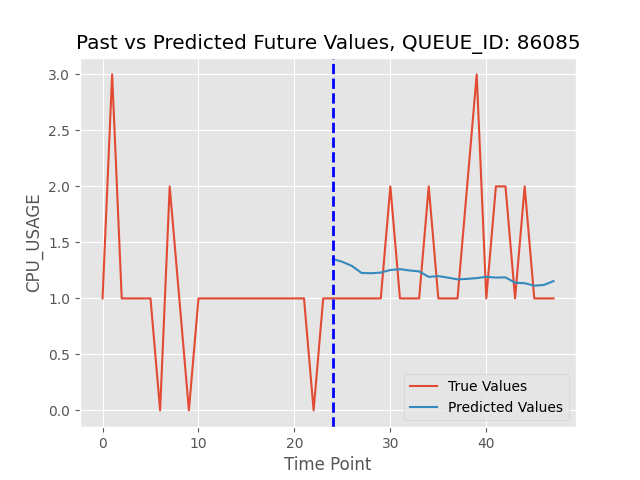 Past vs Predicted Future Values, QUEUE_ID: 86085
CPU_USAGE
3.0
2.5
2.0
1.5
1.0
0.5
0.0
True Values
Predicted Values
0 10 20 30 40
Time Point